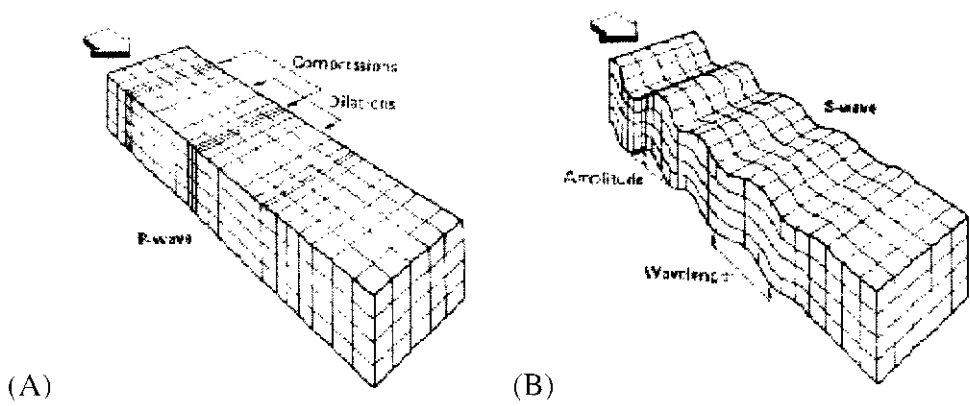 Compressions
Dilations
P-wave
(A)
S-wave
Amplitude
Wavelength
(B)